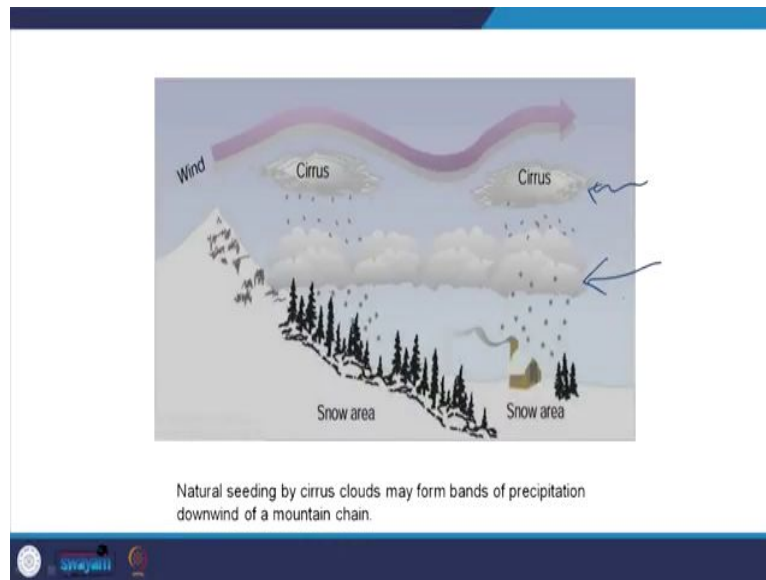 Wind
Cirrus
Cirrus
Snow area
Snow area
Natural seeding by cirrus clouds may form bands of precipitation
downwind of a mountain chain.
swayam